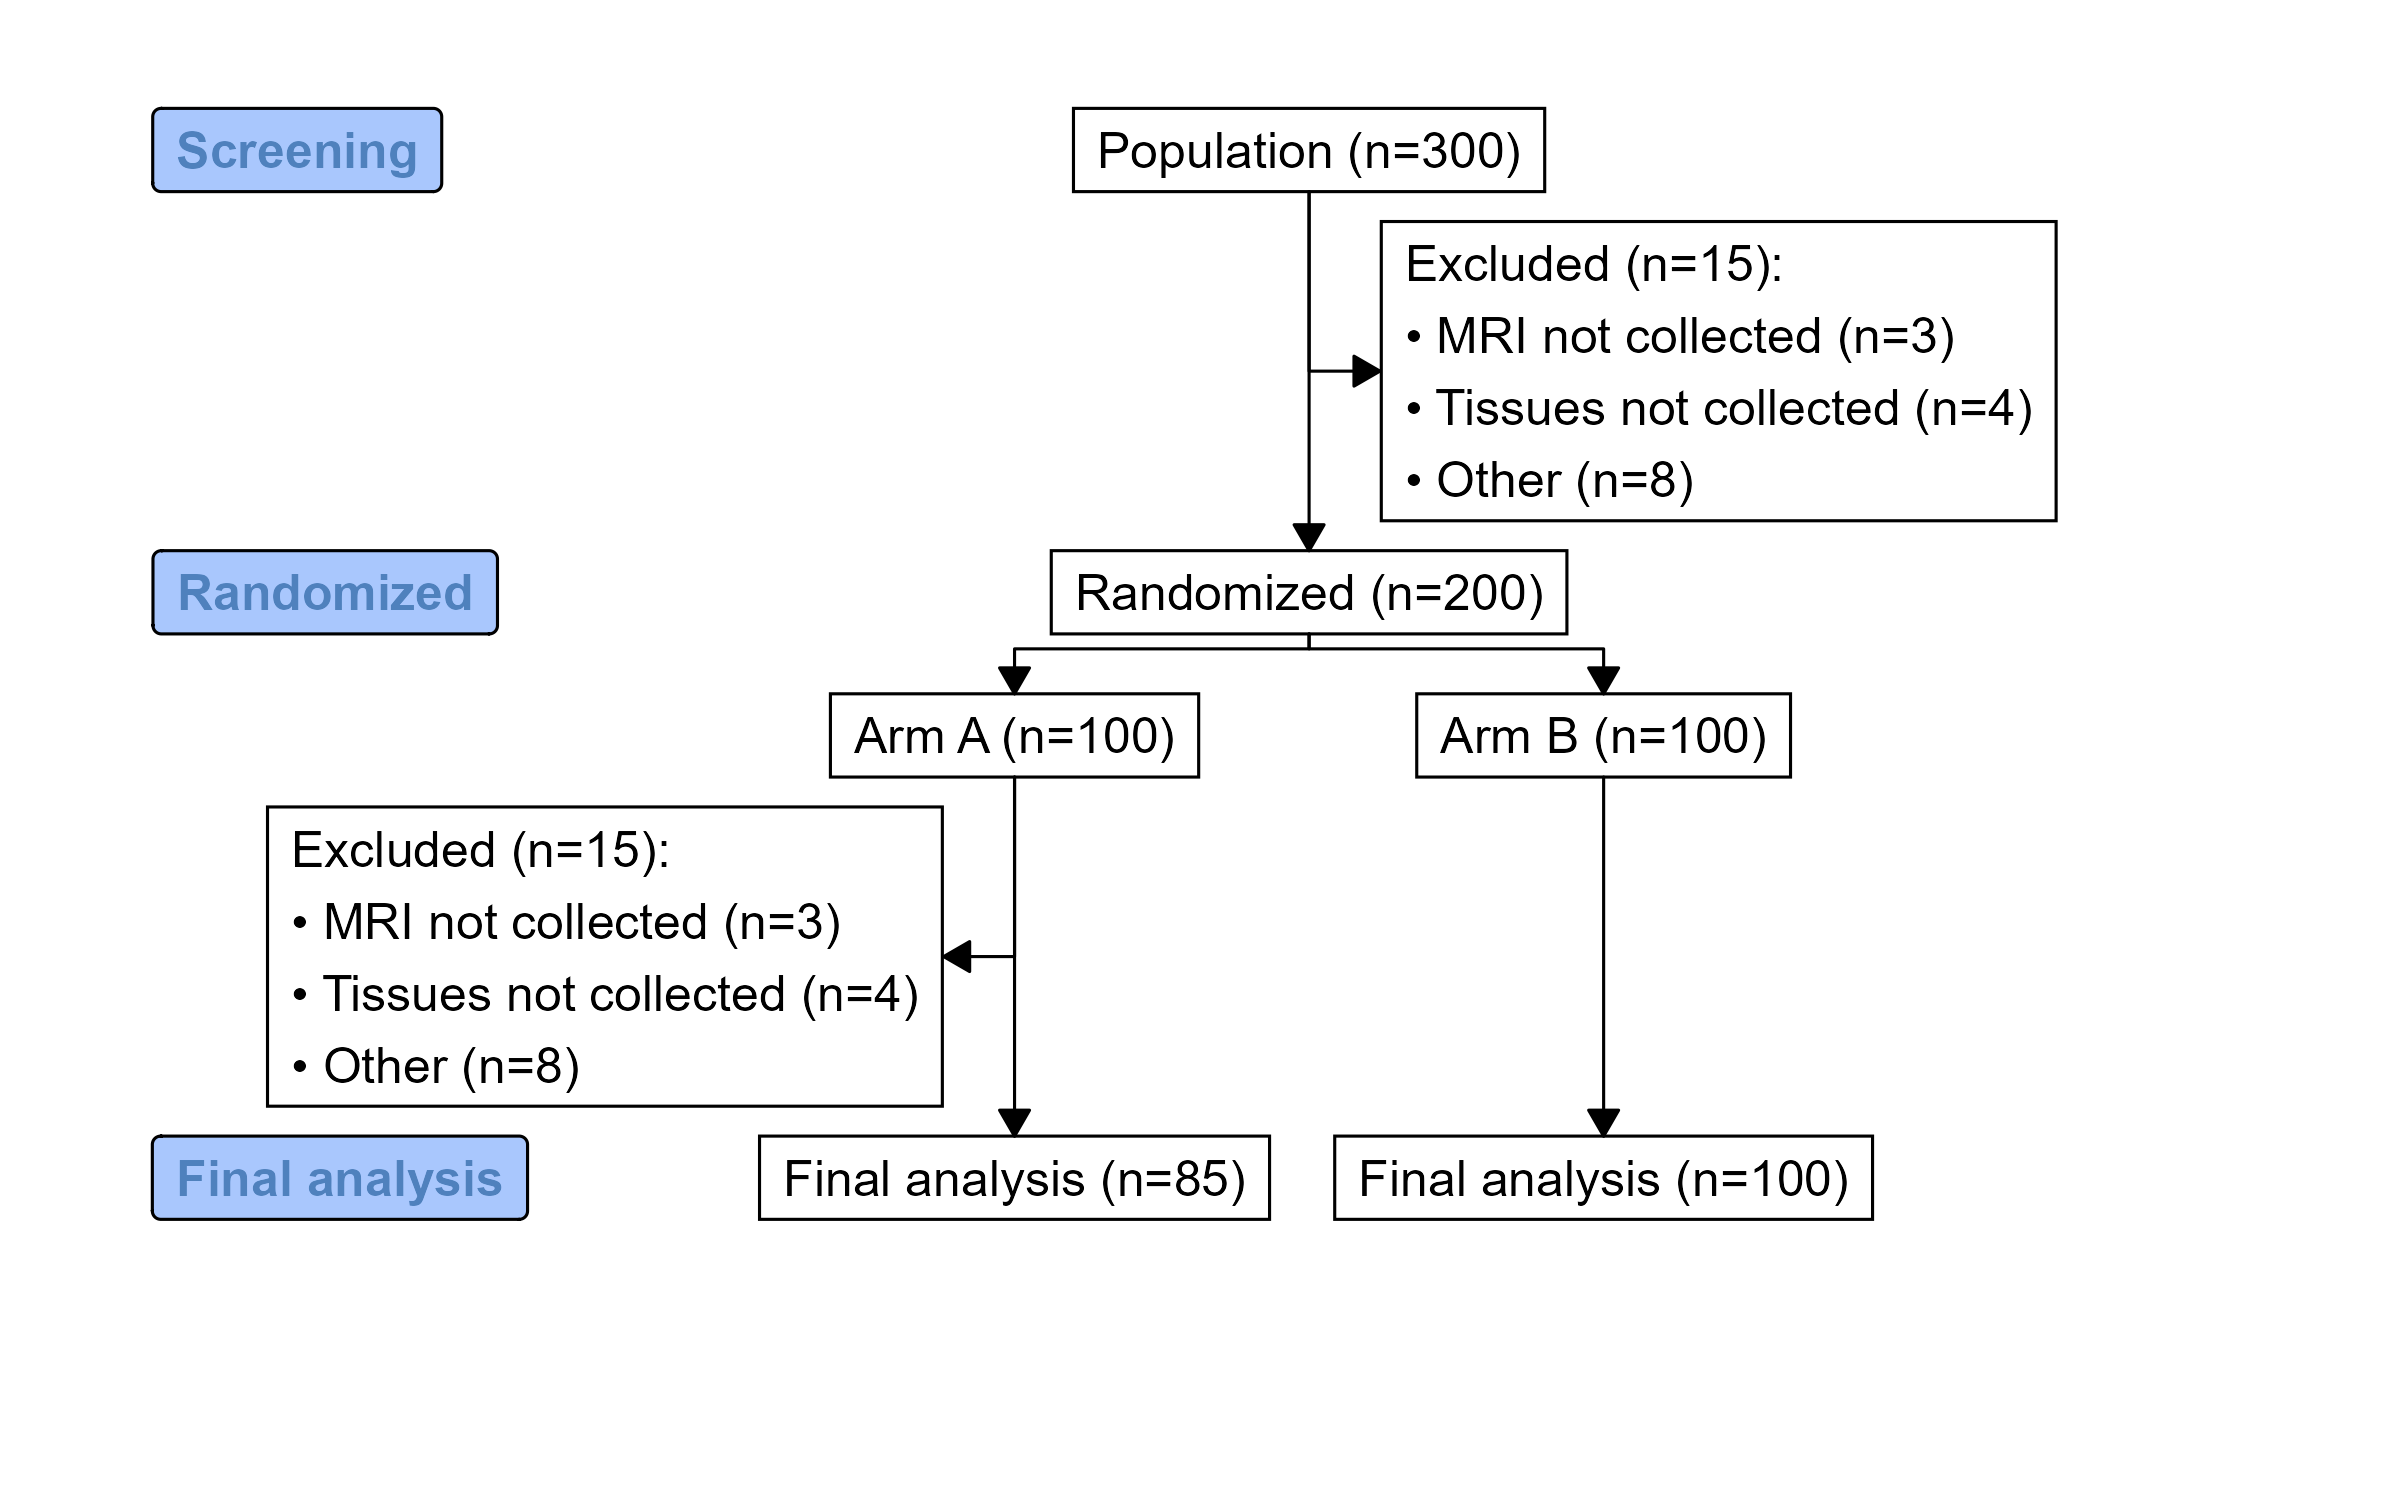 Screening
Population (n=300)
Excluded (n=15):
• MRI not collected (n=3)
• Tissues not collected (n=4)
• Other (n=8)
Randomized
Randomized (n=200)
Arm A (n=100)
Arm B (n=100)
Excluded (n=15):
• MRI not collected (n=3)
• Tissues not collected (n=4)
• Other (n=8)
Final analysis
Final analysis (n=85)
Final analysis (n=100)